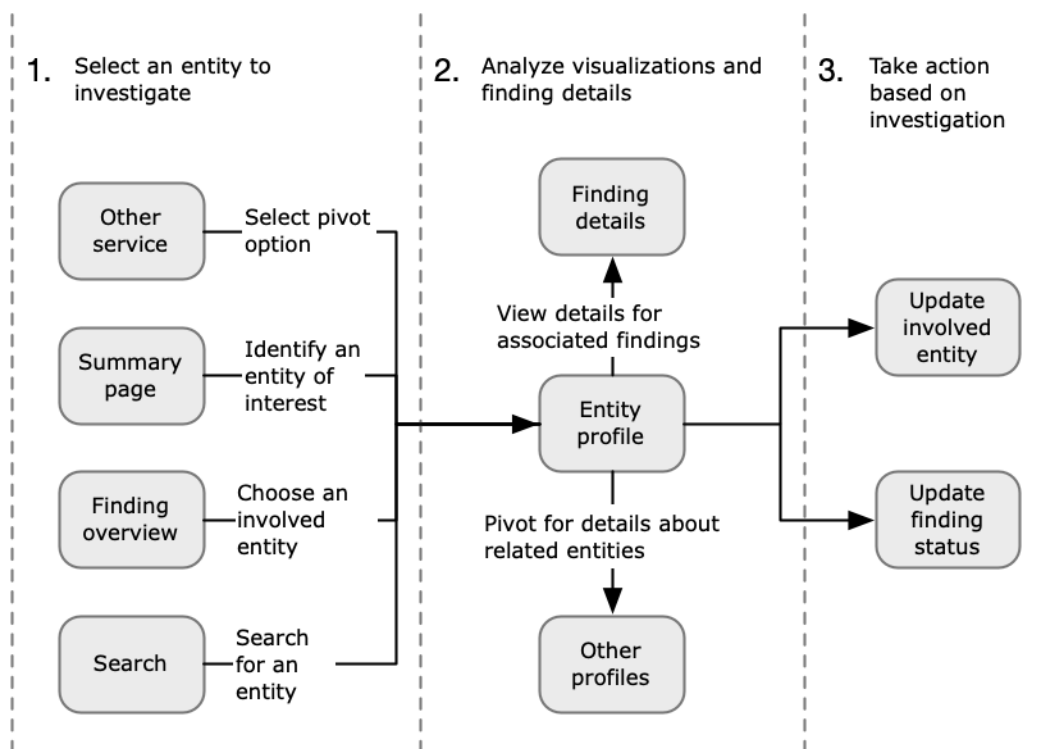 1. Select an entity to
investigate
2. Analyze visualizations and
finding details
3. Take action
based on
investigation
Other
service
Select pivot
option
Summary
page
Identify an
entity of
interest
Finding
overview
Choose an
involved
entity
Search
Search
for an
entity
Finding
details
View details for
associated findings
Entity
profile
Pivot for details about
related entities
Other
profiles
Update
involved
entity
Update
finding
status